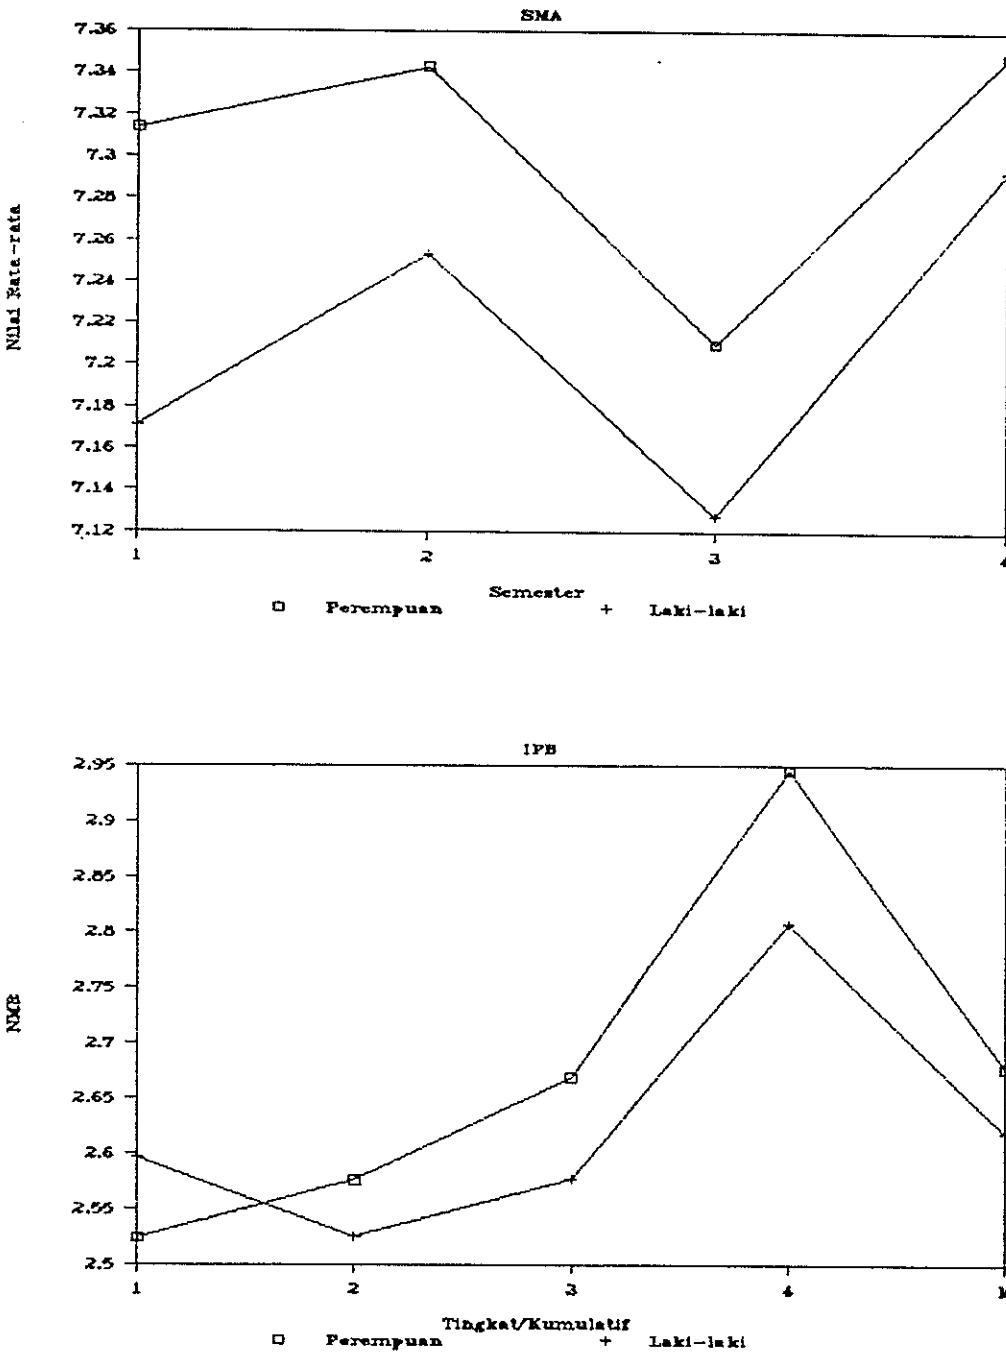 SMA
7.36
7.34
7.32
7.3
7.28
7.26
7.24
7.22
7.2
7.18
7.16
7.14
7.12
Nilai Rata-rata
1 2 3 4
Semester
Perempuan Laki-laki
IPB
2.95
2.9
2.85
2.8
2.75
2.7
2.65
2.6
2.55
2.5
NMB
1 2 3 4
Tingkat/Kumulatif
Perempuan Laki-laki